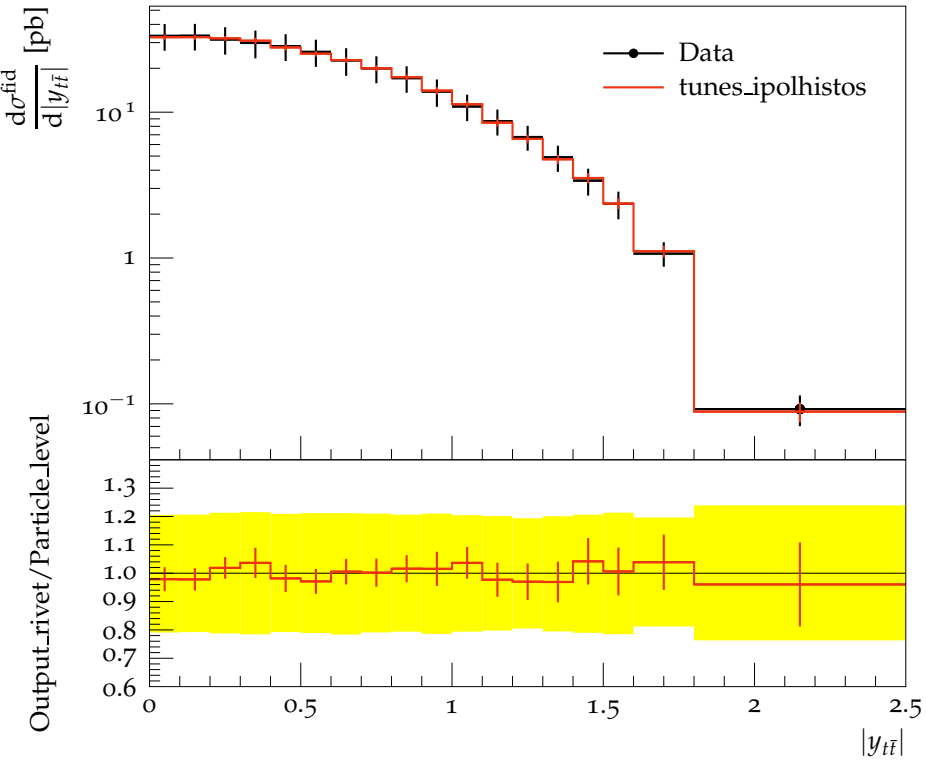 dσ^fid / d|y_tt̄| [pb]
Data
tunes_ipolhistos
10^1
1
10^−1
Output_rivet/Particle_level
1.3
1.2
1.1
1.0
0.9
0.8
0.7
0.6
0 0.5 1 1.5 2 2.5
|y_tt̄|